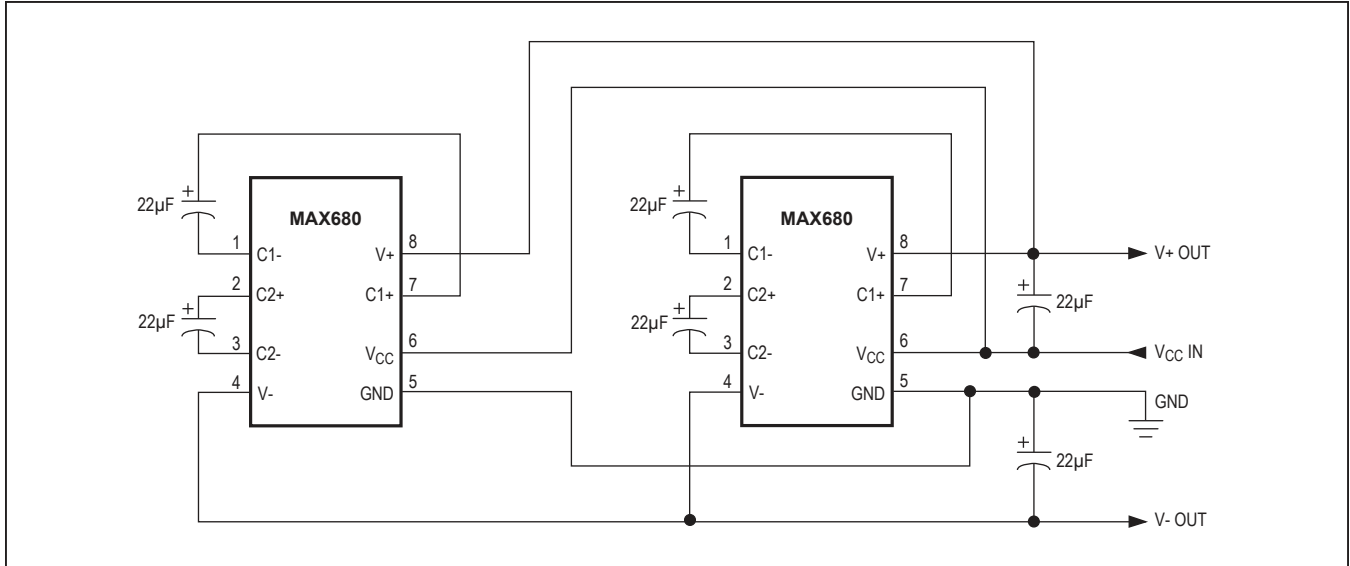 +
22µF
MAX680
1 C1-
V+ 8
2 C2+
C1+ 7
+
22µF
3 C2-
VCC 6
4 V-
GND 5
+
22µF
MAX680
1 C1-
V+ 8
2 C2+
C1+ 7
+
22µF
3 C2-
VCC 6
4 V-
GND 5
V+ OUT
+
22µF
VCC IN
GND
+
22µF
V- OUT